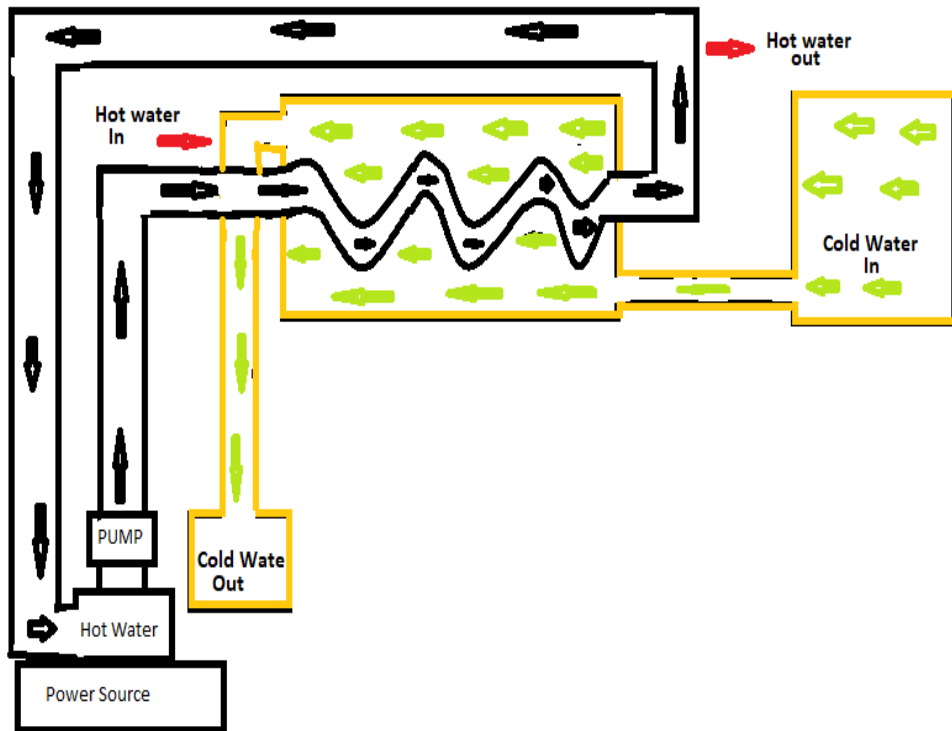 Hot water
out
Hot water
In
Cold Water
In
PUMP
Cold Wate
Out
Hot Water
Power Source